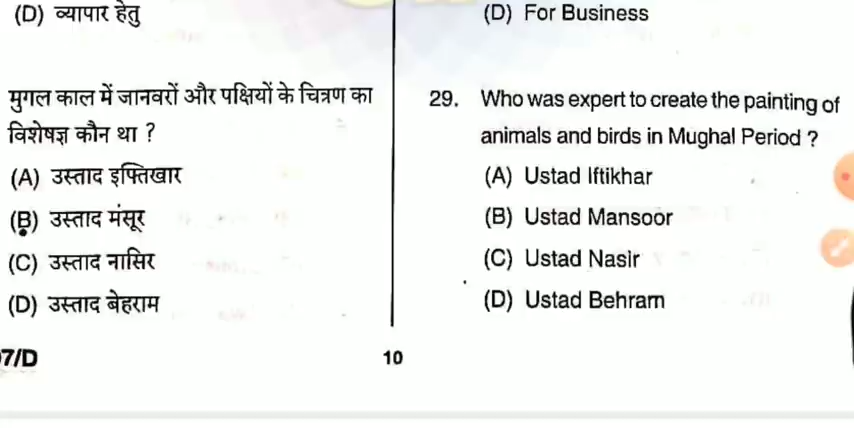 (D) व्यापार हेतु
मुगल काल में जानवरों और पक्षियों के चित्रण का
विशेषज्ञ कौन था ?
(A) उस्ताद इफ्तिखार
(B) उस्ताद मंसूर
(C) उस्ताद नासिर
(D) उस्ताद बेहराम
7/D
(D) For Business
29. Who was expert to create the painting of
animals and birds in Mughal Period ?
(A) Ustad Iftikhar
(B) Ustad Mansoor
(C) Ustad Nasir
(D) Ustad Behram
10